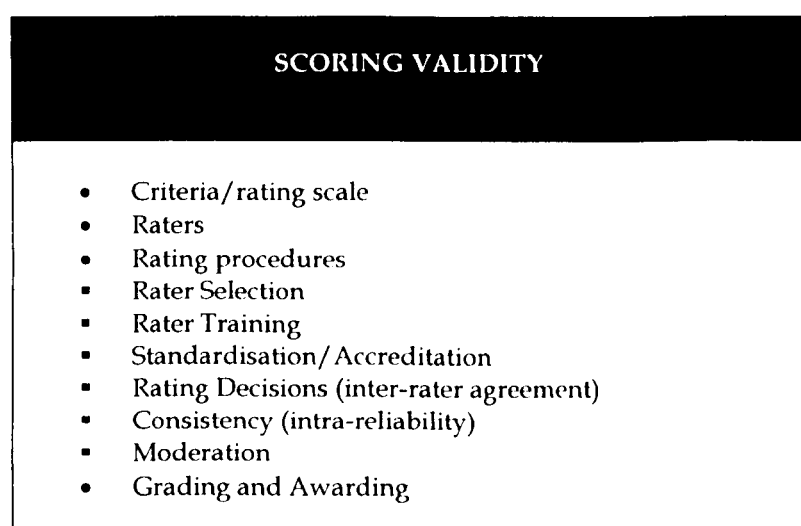 SCORING VALIDITY
• Criteria/rating scale
• Raters
• Rating procedures
▪ Rater Selection
▪ Rater Training
▪ Standardisation/Accreditation
▪ Rating Decisions (inter-rater agreement)
▪ Consistency (intra-reliability)
▪ Moderation
• Grading and Awarding